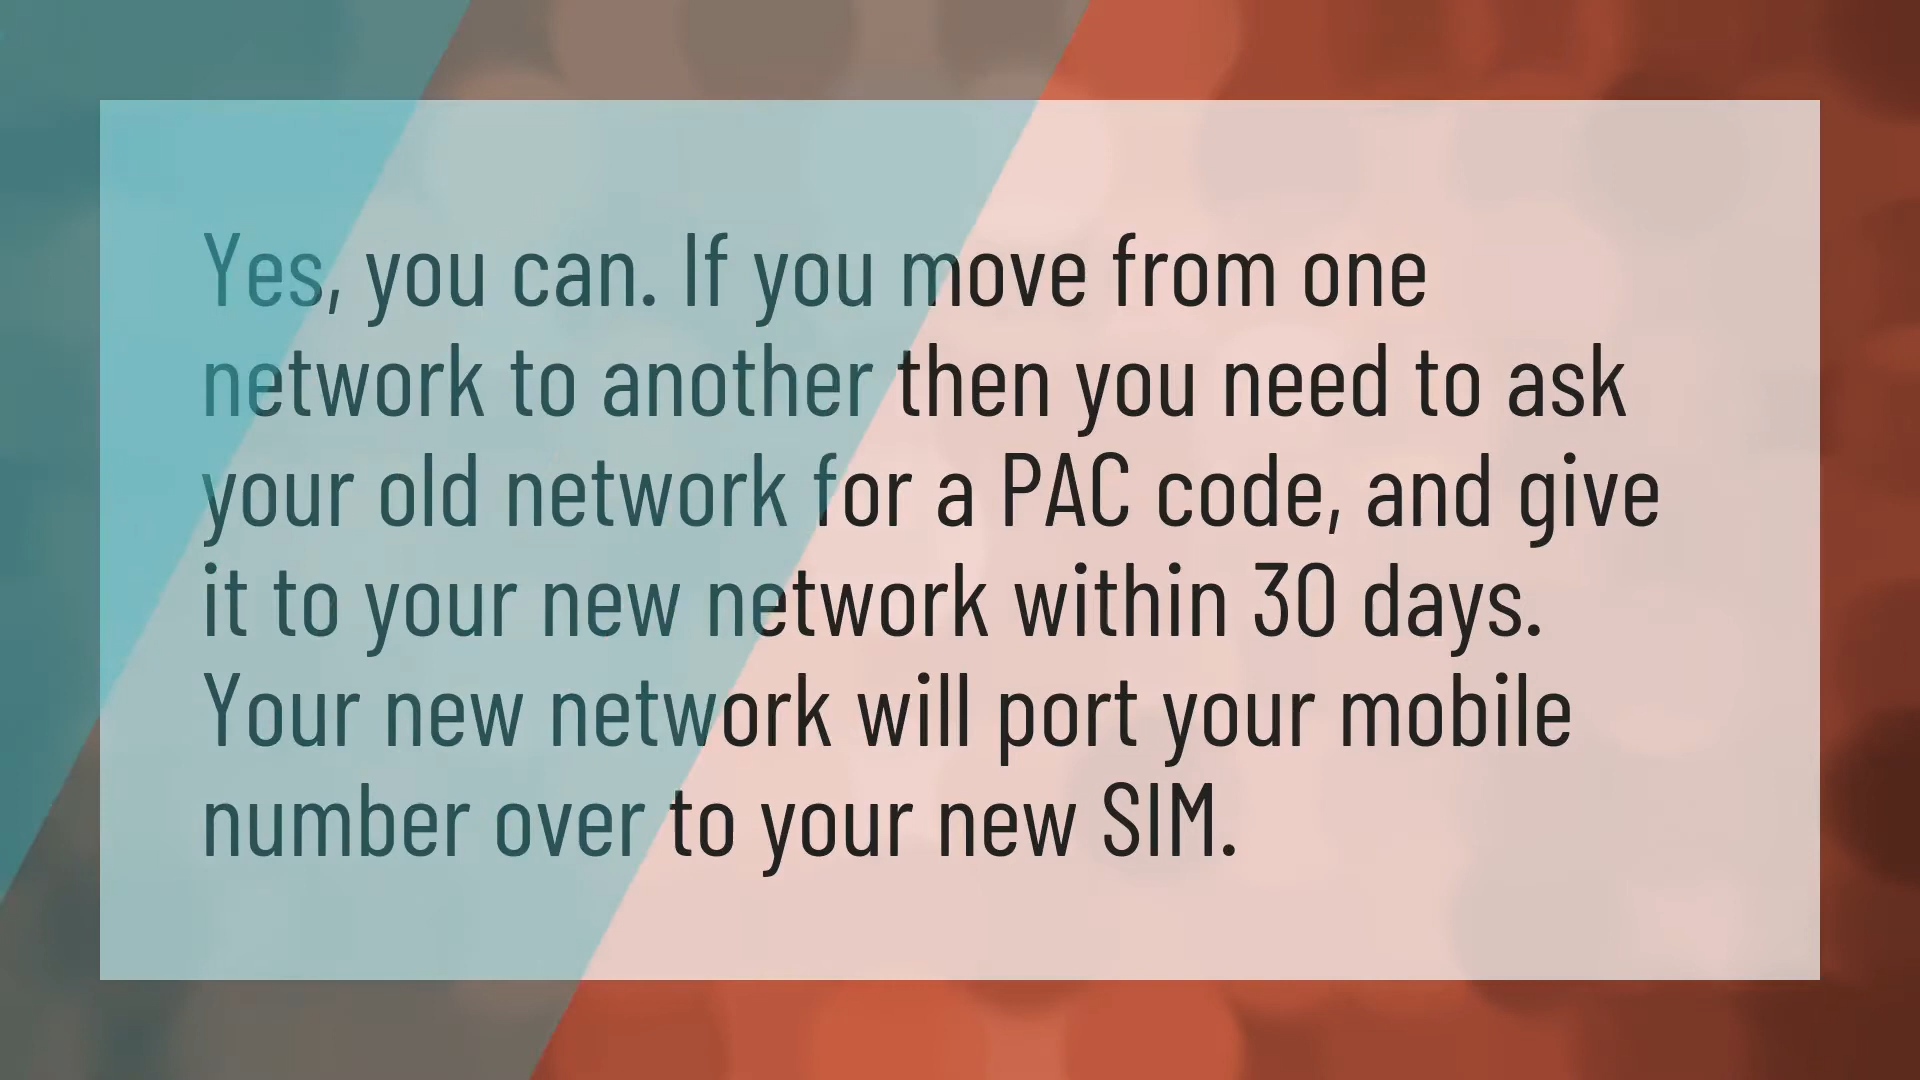 Yes, you can. If you move from one
network to another then you need to ask
your old network for a PAC code, and give
it to your new network within 30 days.
Your new network will port your mobile
number over to your new SIM.